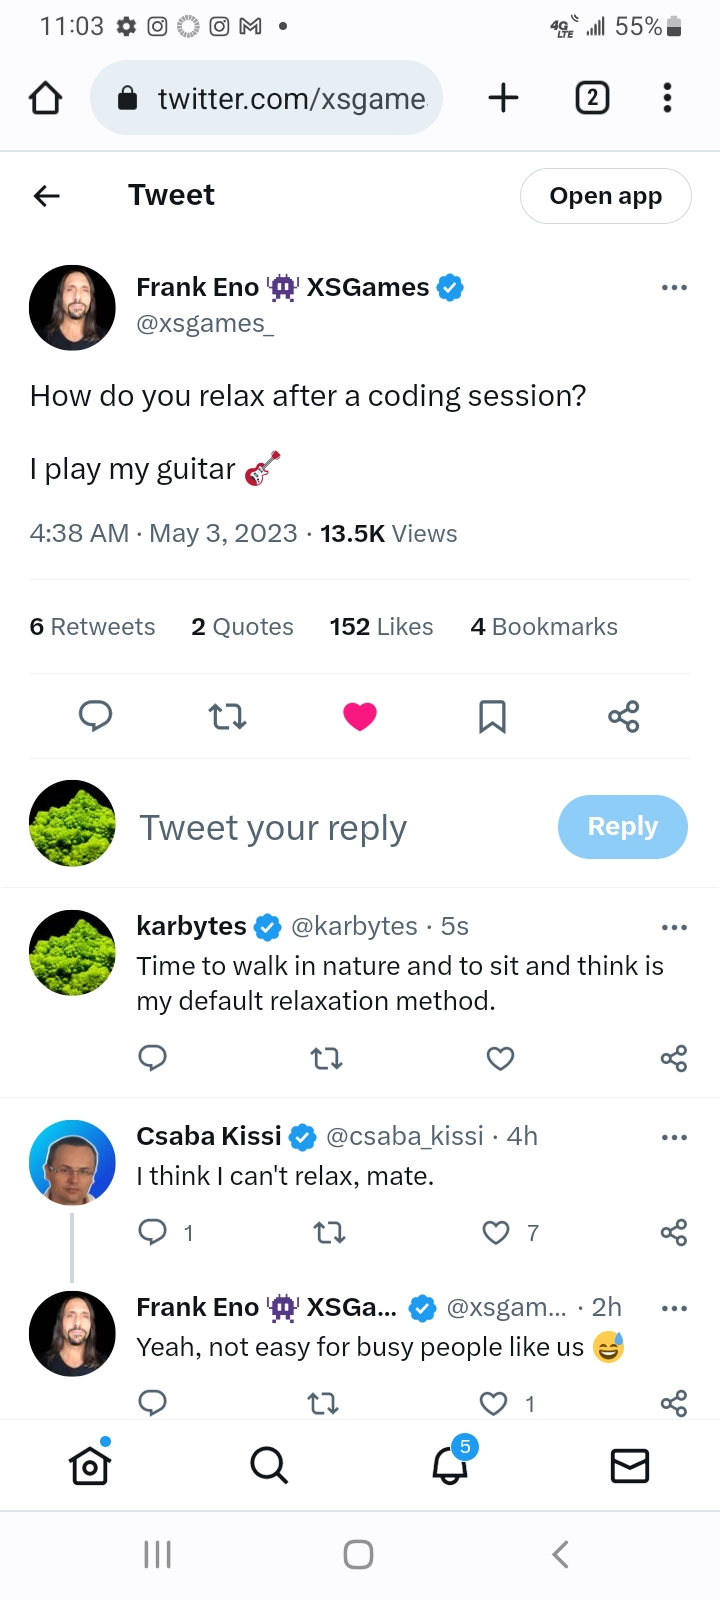 11:03
4G LTE 55%
twitter.com/xsgame
2
Tweet
Open app
Frank Eno 👾 XSGames
@xsgames_
How do you relax after a coding session?
I play my guitar 🎸
4:38 AM · May 3, 2023 · 13.5K Views
6 Retweets 2 Quotes 152 Likes 4 Bookmarks
Tweet your reply
Reply
karbytes @karbytes · 5s
Time to walk in nature and to sit and think is
my default relaxation method.
Csaba Kissi @csaba_kissi · 4h
I think I can't relax, mate.
1 7
Frank Eno 👾 XSGa... @xsgam... · 2h
Yeah, not easy for busy people like us 😅
1
5